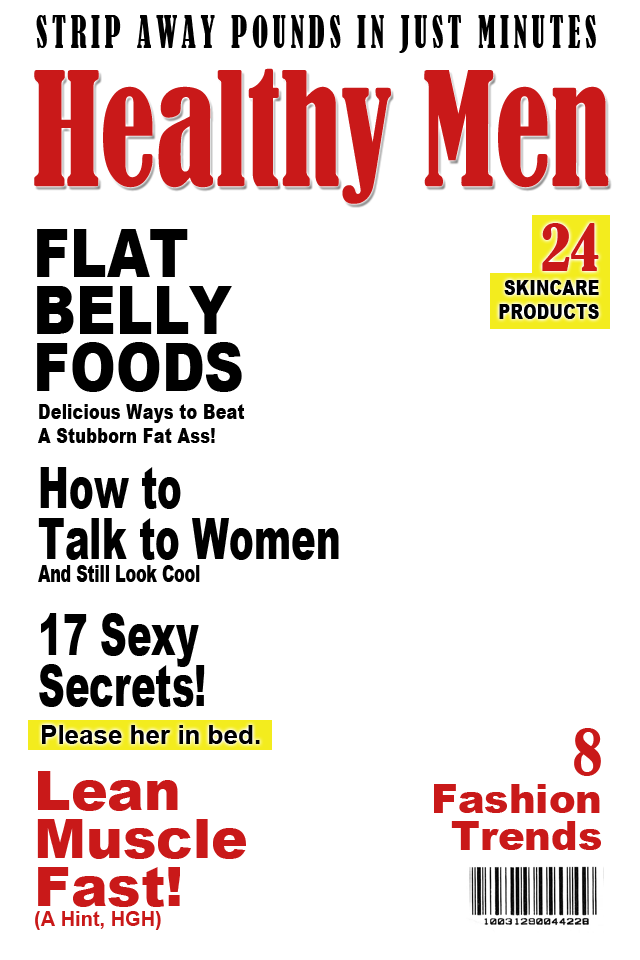 STRIP AWAY POUNDS IN JUST MINUTES
Healthy Men
FLAT
BELLY
FOODS
Delicious Ways to Beat
A Stubborn Fat Ass!
24
SKINCARE
PRODUCTS
How to
Talk to Women
And Still Look Cool
17 Sexy
Secrets!
Please her in bed.
Lean
Muscle
Fast!
(A Hint, HGH)
8
Fashion
Trends
10031280044228